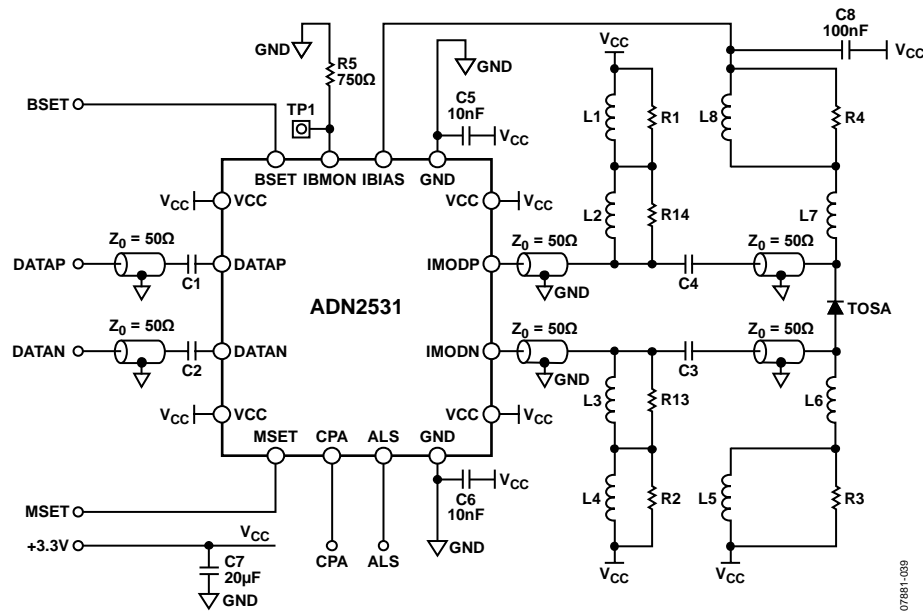 C8
100nF
VCC
GND
R5
750Ω
GND
VCC
BSET
TP1
C5
10nF
VCC
L1
R1
L8
R4
BSET
IBMON
IBIAS
GND
VCC
VCC
VCC
VCC
L2
R14
L7
Z0 = 50Ω
Z0 = 50Ω
Z0 = 50Ω
DATAP
C1
DATAP
IMODP
GND
C4
ADN2531
TOSA
Z0 = 50Ω
Z0 = 50Ω
Z0 = 50Ω
DATAN
C2
DATAN
IMODN
GND
C3
L3
R13
L6
VCC
VCC
VCC
VCC
MSET
CPA
ALS
GND
C6
10nF
VCC
L4
R2
L5
R3
MSET
+3.3V
VCC
C7
20µF
GND
CPA
ALS
GND
VCC
VCC
07881-039